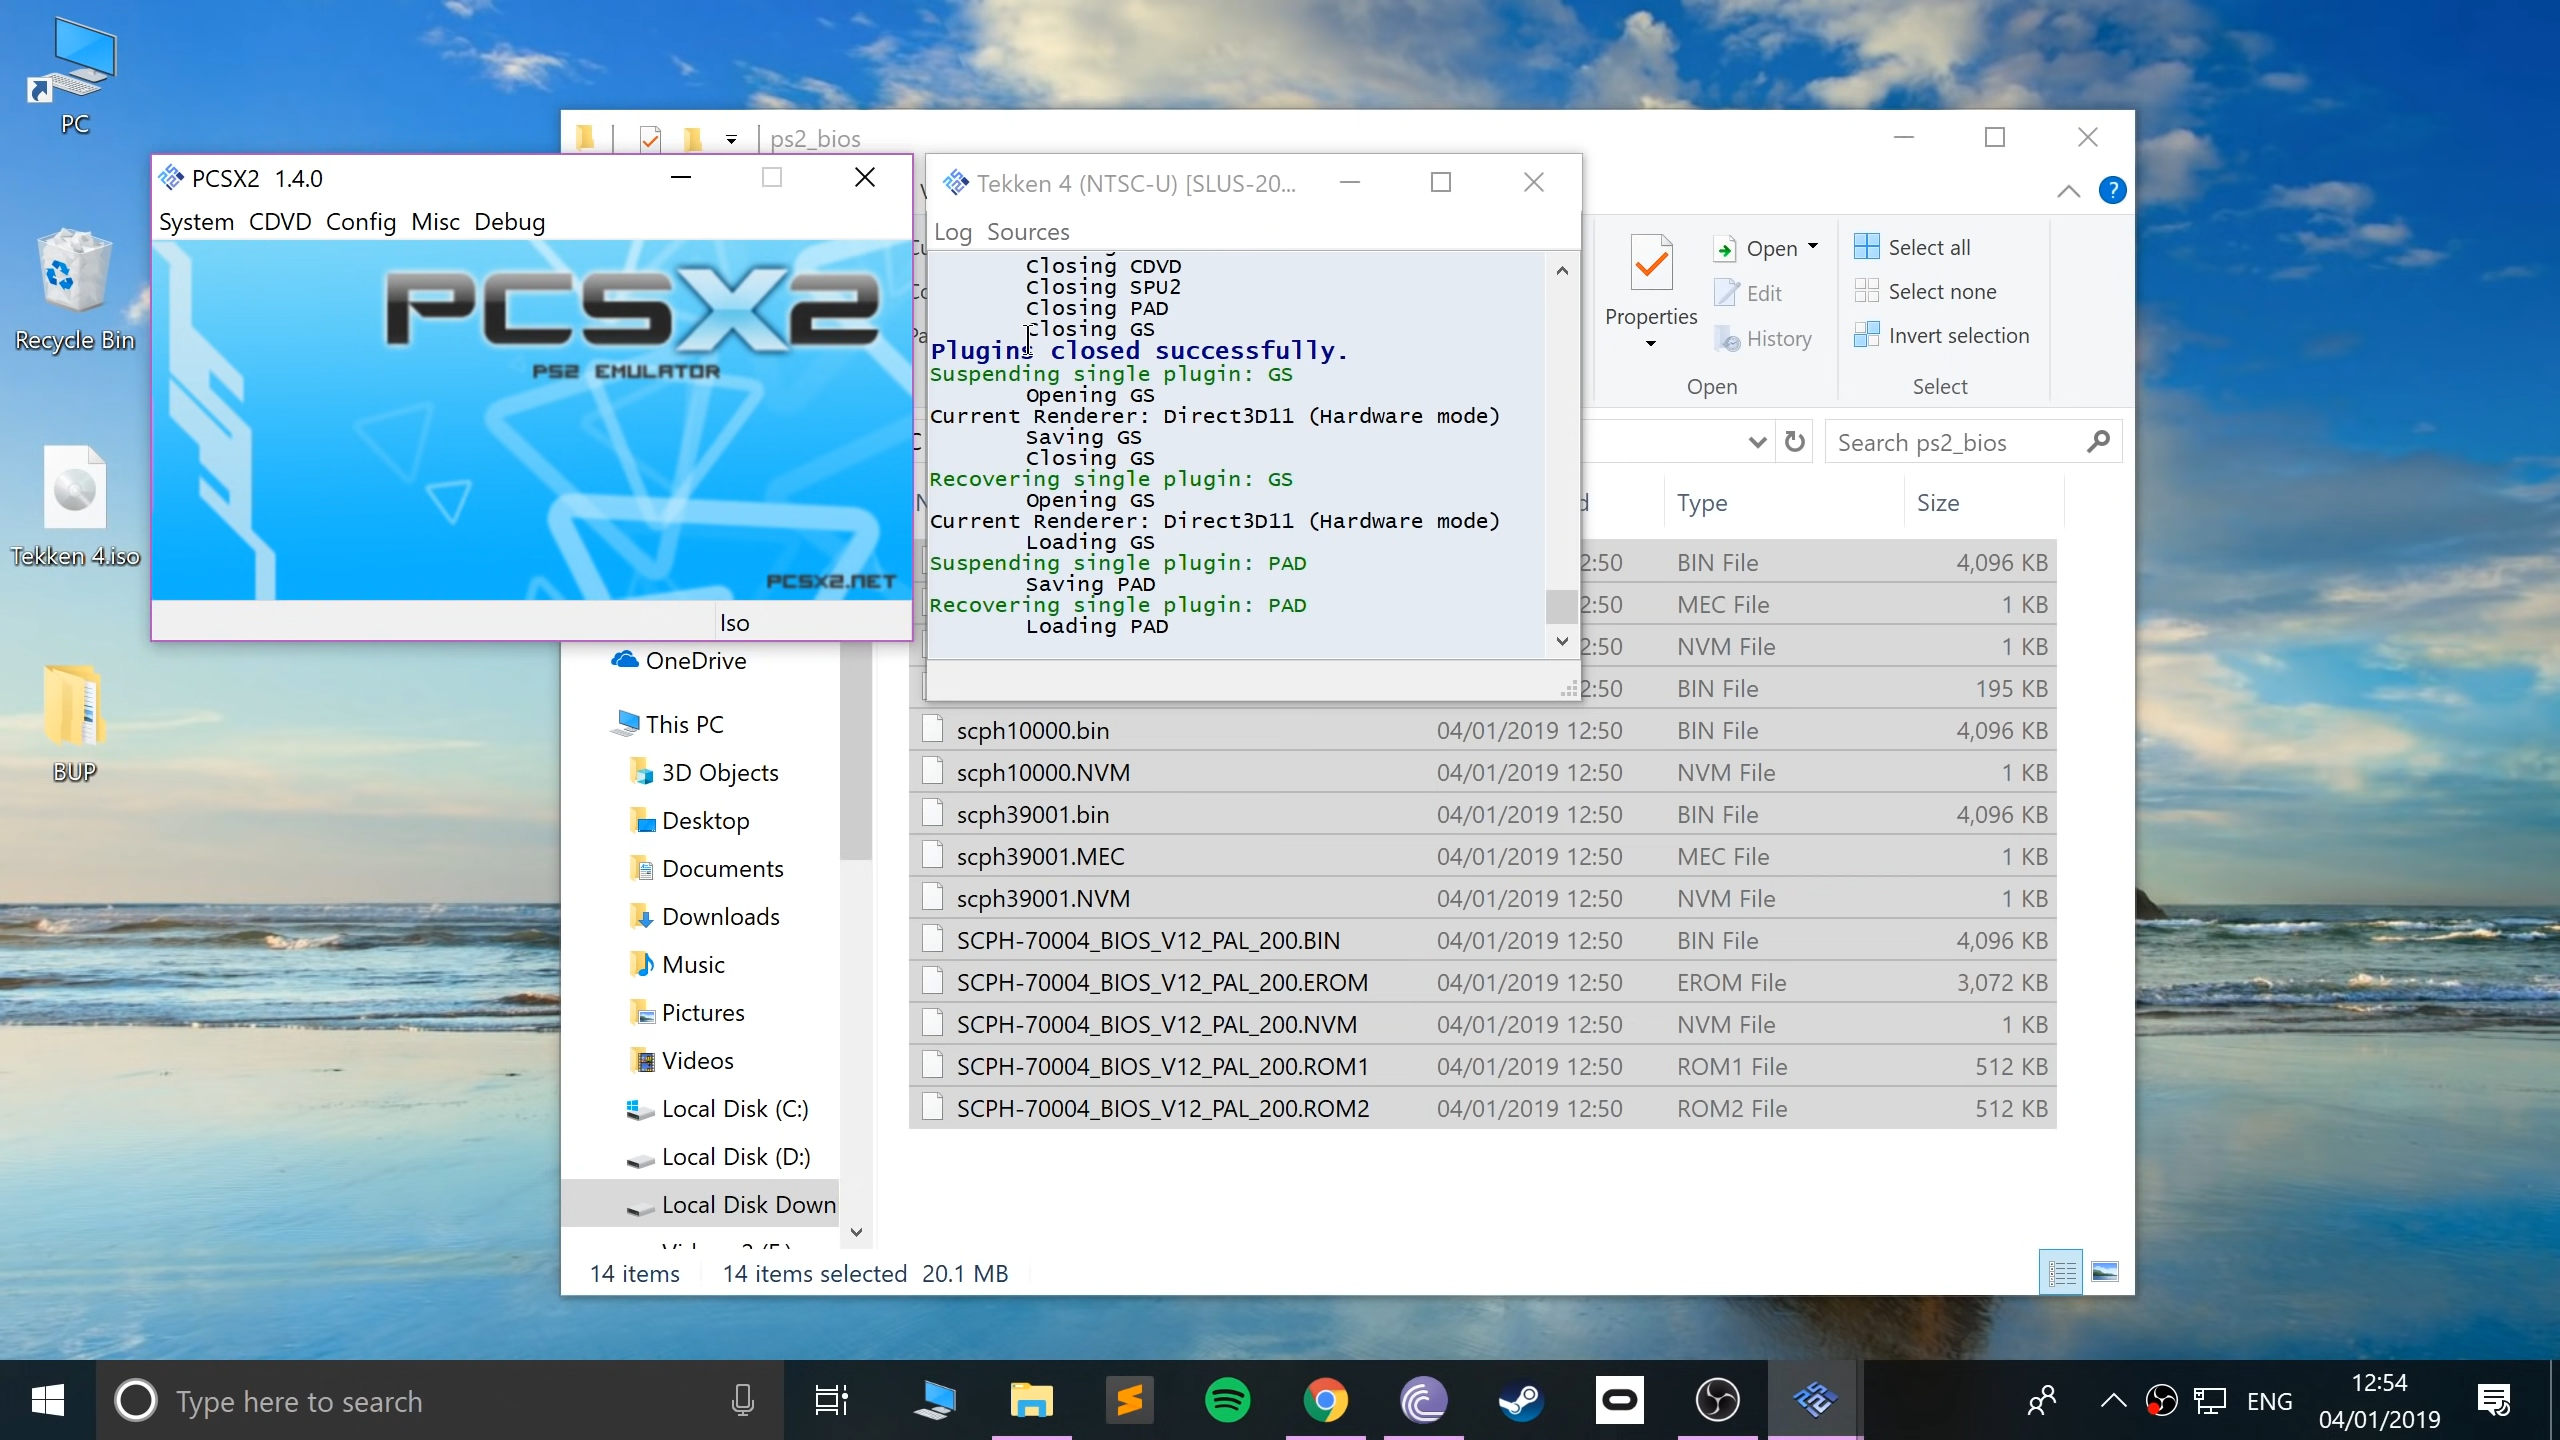 PC
Recycle Bin
Tekken 4.iso
BUP
ps2_bios
PCSX2 1.4.0
System CDVD Config Misc Debug
PCSX2
PS2 EMULATOR
PCSX2.NET
Iso
Tekken 4 (NTSC-U) [SLUS-20...
Log Sources
Closing CDVD
Closing SPU2
Closing PAD
Closing GS
Plugins closed successfully.
Suspending single plugin: GS
Opening GS
Current Renderer: Direct3D11 (Hardware mode)
Saving GS
Closing GS
Recovering single plugin: GS
Opening GS
Current Renderer: Direct3D11 (Hardware mode)
Loading GS
Suspending single plugin: PAD
Saving PAD
Recovering single plugin: PAD
Loading PAD
Properties
Open
Edit
History
Open
Select all
Select none
Invert selection
Select
Search ps2_bios
Type Size
2:50 BIN File 4,096 KB
2:50 MEC File 1 KB
2:50 NVM File 1 KB
2:50 BIN File 195 KB
scph10000.bin 04/01/2019 12:50 BIN File 4,096 KB
scph10000.NVM 04/01/2019 12:50 NVM File 1 KB
scph39001.bin 04/01/2019 12:50 BIN File 4,096 KB
scph39001.MEC 04/01/2019 12:50 MEC File 1 KB
scph39001.NVM 04/01/2019 12:50 NVM File 1 KB
SCPH-70004_BIOS_V12_PAL_200.BIN 04/01/2019 12:50 BIN File 4,096 KB
SCPH-70004_BIOS_V12_PAL_200.EROM 04/01/2019 12:50 EROM File 3,072 KB
SCPH-70004_BIOS_V12_PAL_200.NVM 04/01/2019 12:50 NVM File 1 KB
SCPH-70004_BIOS_V12_PAL_200.ROM1 04/01/2019 12:50 ROM1 File 512 KB
SCPH-70004_BIOS_V12_PAL_200.ROM2 04/01/2019 12:50 ROM2 File 512 KB
OneDrive
This PC
3D Objects
Desktop
Documents
Downloads
Music
Pictures
Videos
Local Disk (C:)
Local Disk (D:)
Local Disk Down
14 items 14 items selected 20.1 MB
Type here to search
ENG
12:54
04/01/2019